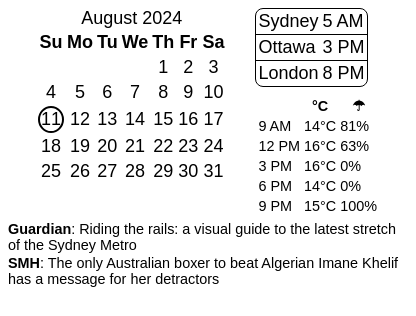 August 2024
Su Mo Tu We Th Fr Sa
1 2 3
4 5 6 7 8 9 10
11 12 13 14 15 16 17
18 19 20 21 22 23 24
25 26 27 28 29 30 31
Sydney 5 AM
Ottawa 3 PM
London 8 PM
°C ☂
9 AM 14°C 81%
12 PM 16°C 63%
3 PM 16°C 0%
6 PM 14°C 0%
9 PM 15°C 100%
Guardian: Riding the rails: a visual guide to the latest stretch
of the Sydney Metro
SMH: The only Australian boxer to beat Algerian Imane Khelif
has a message for her detractors